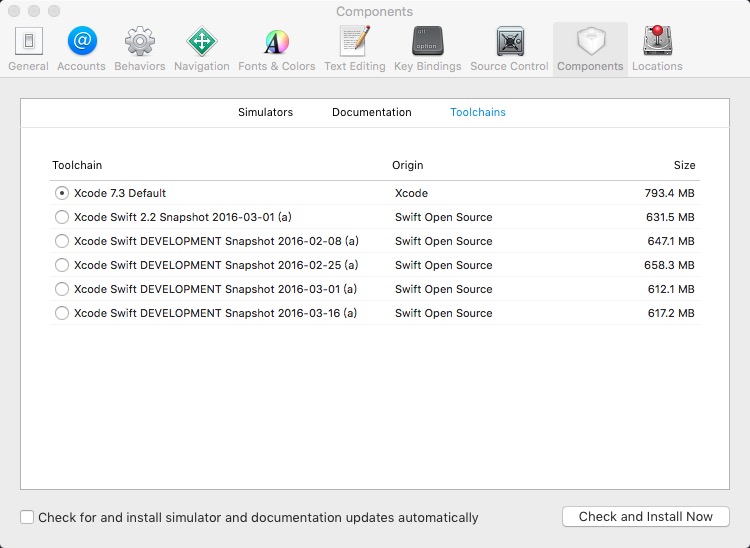 Components
General Accounts Behaviors Navigation Fonts & Colors Text Editing Key Bindings Source Control Components Locations
Simulators Documentation Toolchains
Toolchain Origin Size
Xcode 7.3 Default Xcode 793.4 MB
Xcode Swift 2.2 Snapshot 2016-03-01 (a) Swift Open Source 631.5 MB
Xcode Swift DEVELOPMENT Snapshot 2016-02-08 (a) Swift Open Source 647.1 MB
Xcode Swift DEVELOPMENT Snapshot 2016-02-25 (a) Swift Open Source 658.3 MB
Xcode Swift DEVELOPMENT Snapshot 2016-03-01 (a) Swift Open Source 612.1 MB
Xcode Swift DEVELOPMENT Snapshot 2016-03-16 (a) Swift Open Source 617.2 MB
Check for and install simulator and documentation updates automatically Check and Install Now